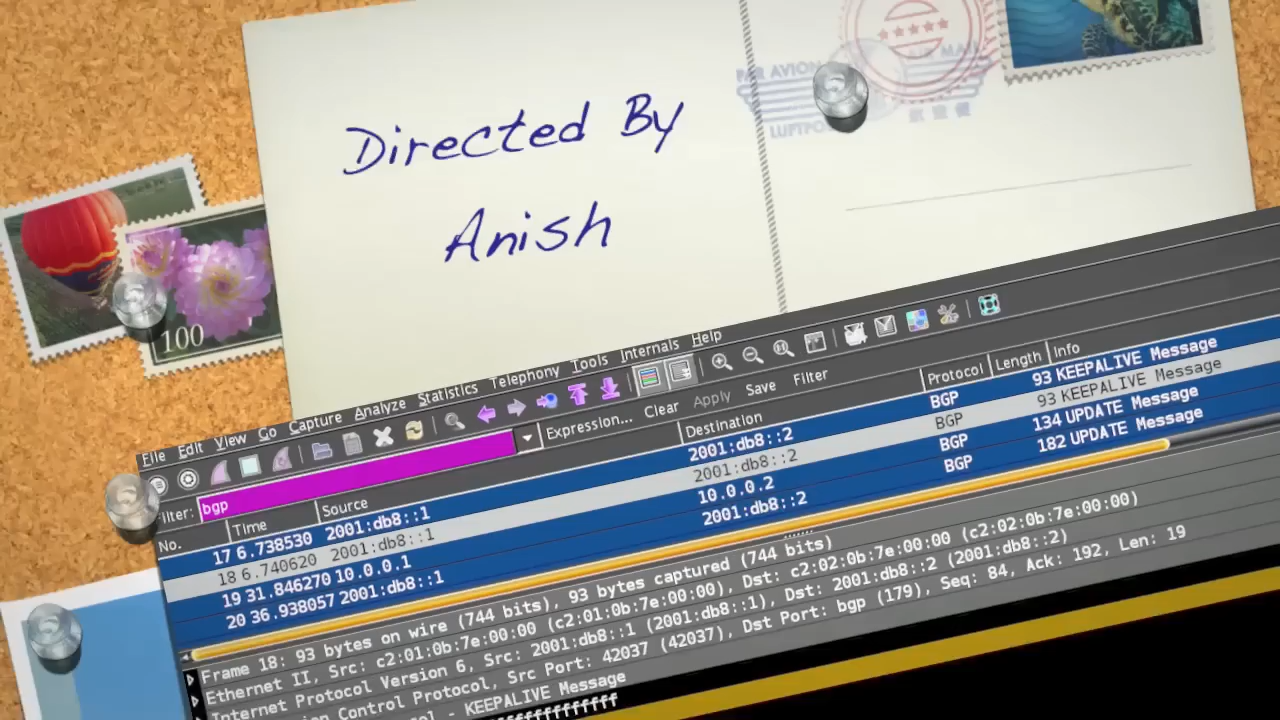 Directed By
Anish
PAR AVION
AIR MAIL
100
File Edit View Go Capture Analyze Statistics Telephony Tools Internals Help
Filter: bgp Expression... Clear Apply Save Filter
No. Time Source Destination Protocol Length Info
17 6.738530 2001:db8::1 2001:db8::2 BGP 93 KEEPALIVE Message
18 6.740620 2001:db8::1 2001:db8::2 BGP 93 KEEPALIVE Message
19 31.846270 10.0.0.1 10.0.0.2 BGP 134 UPDATE Message
20 36.938057 2001:db8::1 2001:db8::2 BGP 182 UPDATE Message
Frame 18: 93 bytes on wire (744 bits), 93 bytes captured (744 bits)
Ethernet II, Src: c2:01:0b:7e:00:00 (c2:01:0b:7e:00:00), Dst: c2:02:0b:7e:00:00 (c2:02:0b:7e:00:00)
Internet Protocol Version 6, Src: 2001:db8::1 (2001:db8::1), Dst: 2001:db8::2 (2001:db8::2)
Control Protocol, Src Port: 42037 (42037), Dst Port: bgp (179), Seq: 84, Ack: 192, Len: 19
- KEEPALIVE Message